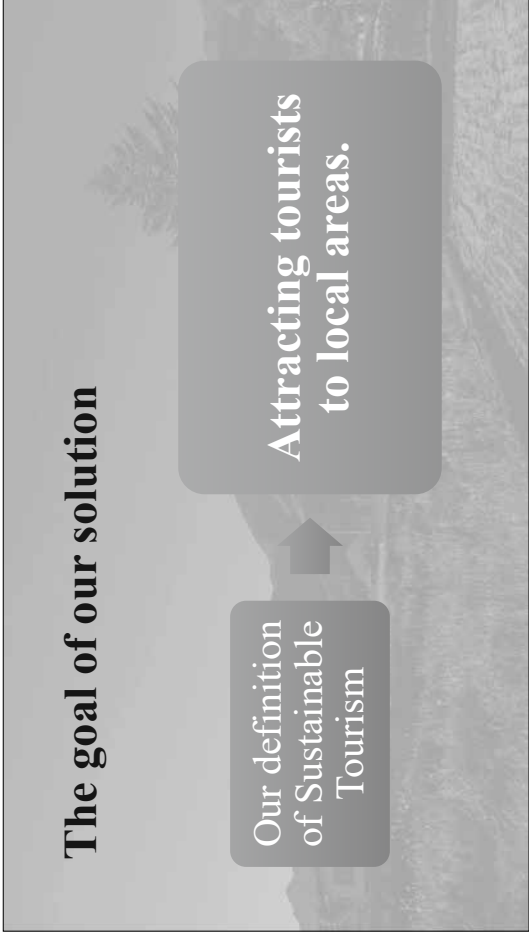 The goal of our solution
Our definition
of Sustainable
Tourism
Attracting tourists
to local areas.